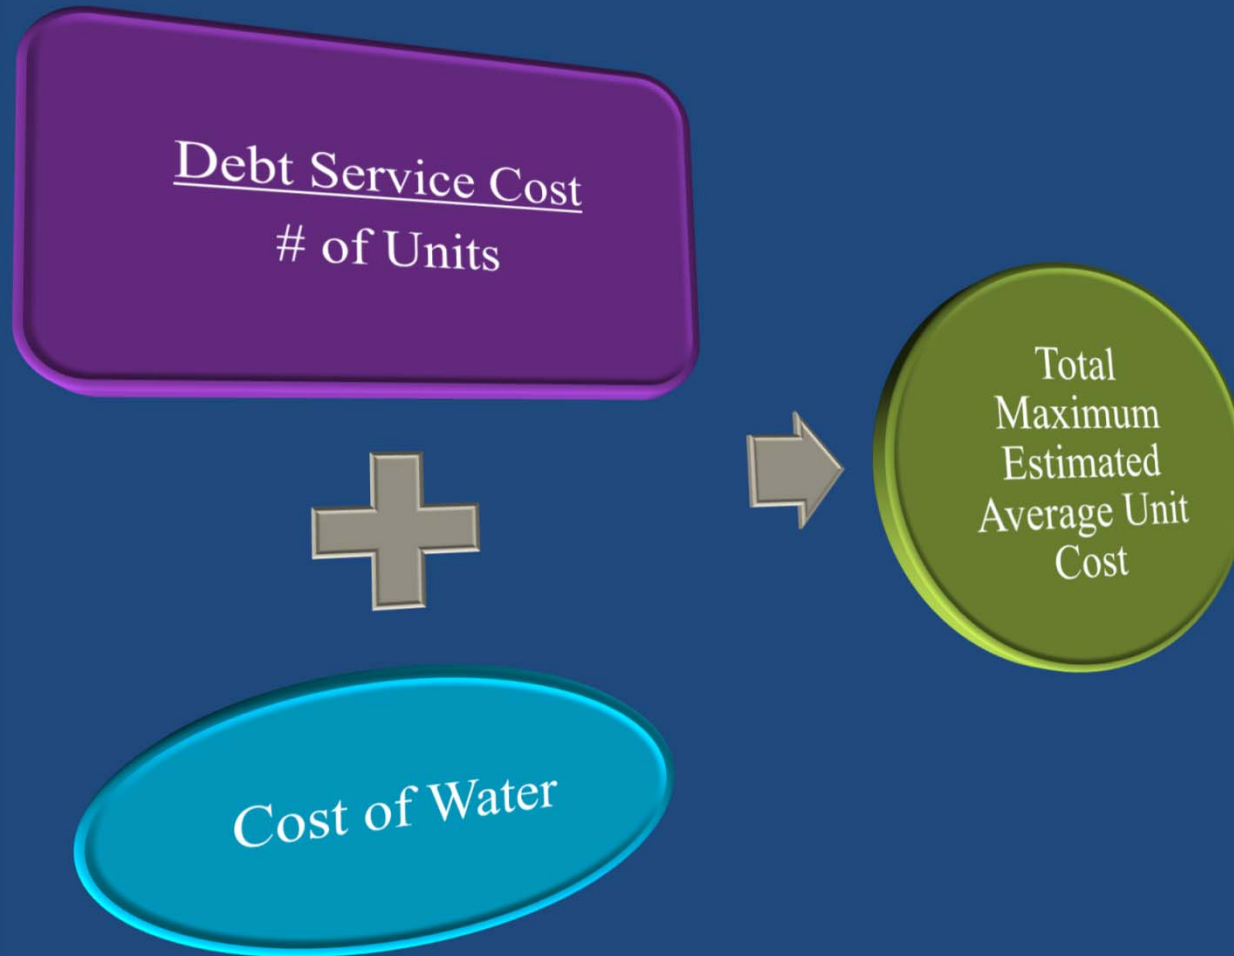 Debt Service Cost
# of Units
Cost of Water
Total
Maximum
Estimated
Average Unit
Cost